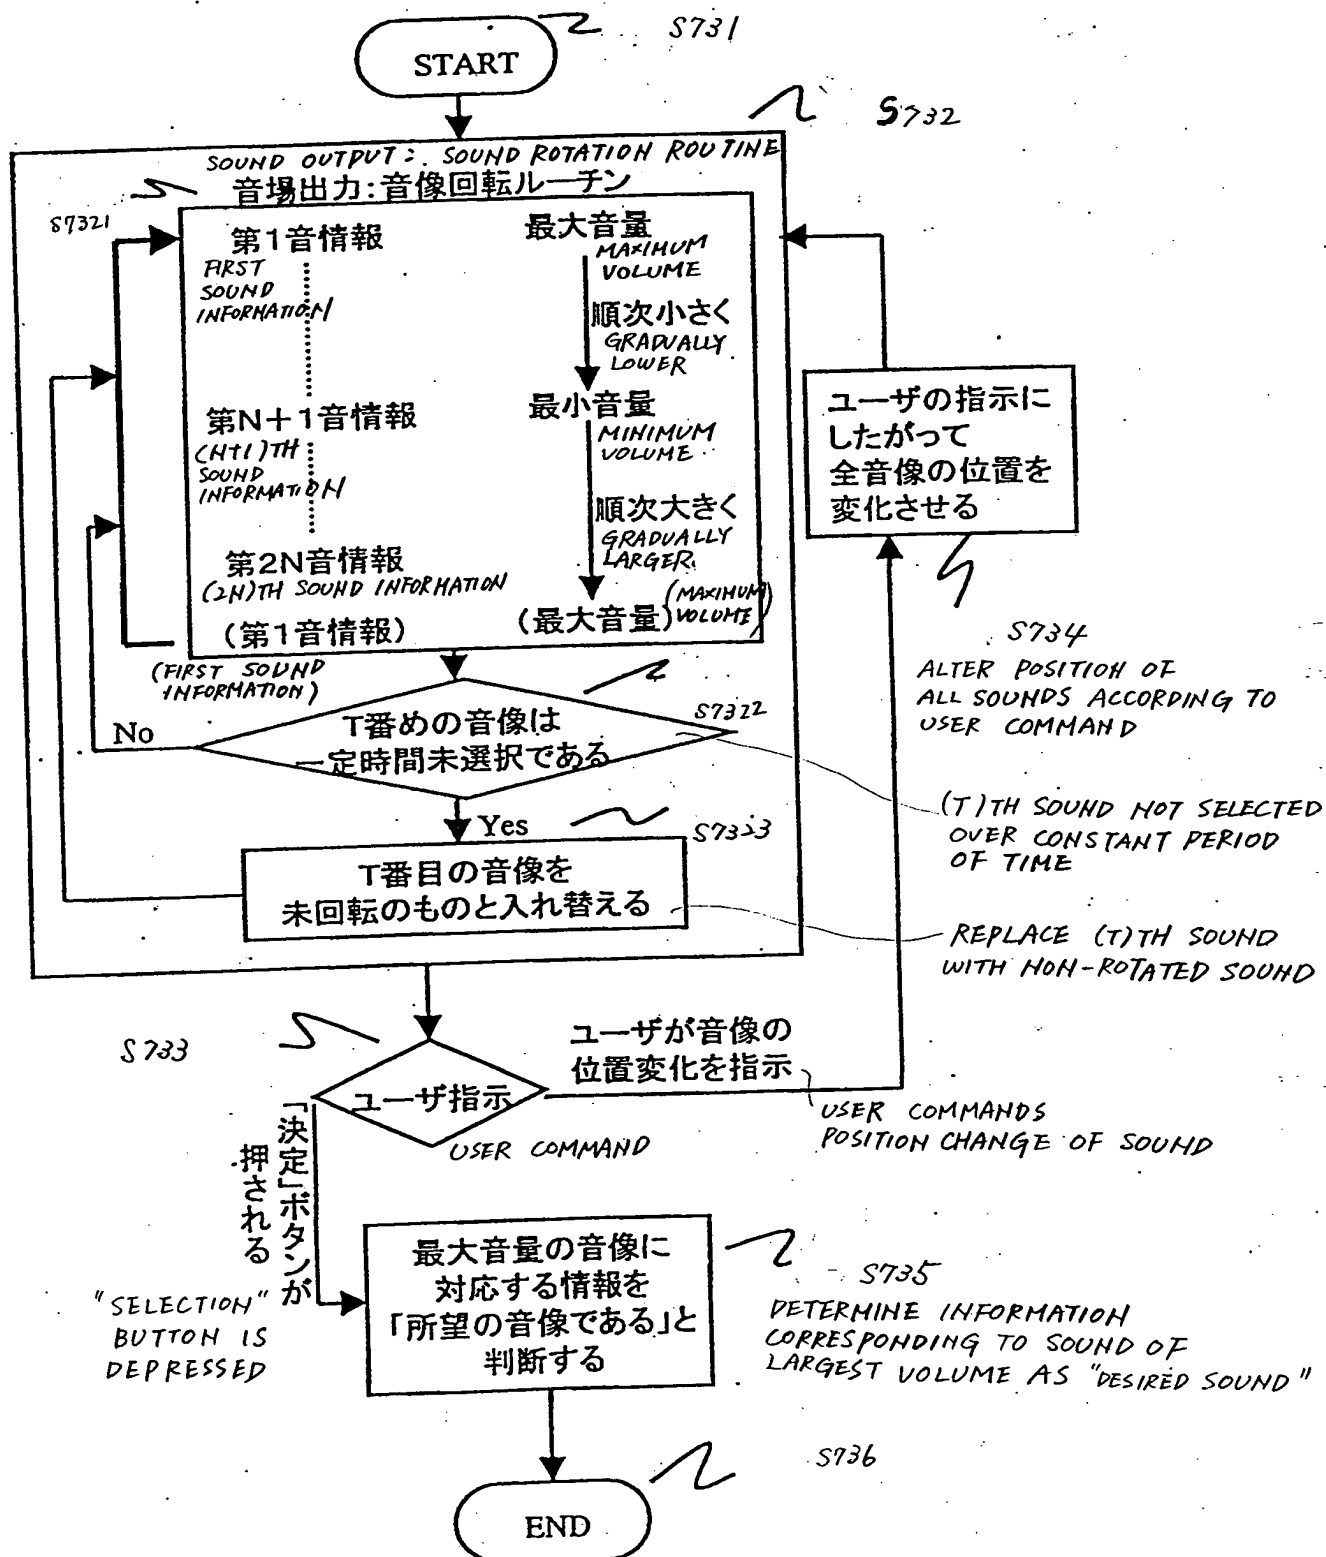 S731
START
S732
SOUND OUTPUT: SOUND ROTATION ROUTINE
音場出力:音像回転ルーチン
S7321
第1音情報
FIRST
SOUND
INFORMATION
最大音量
MAXIMUM
VOLUME
順次小さく
GRADUALLY
LOWER
第N+1音情報
(N+1)TH
SOUND
INFORMATION
最小音量
MINIMUM
VOLUME
順次大きく
GRADUALLY
LARGER
第2N音情報
(2N)TH SOUND INFORMATION
(第1音情報)
(FIRST SOUND
INFORMATION)
(最大音量)
(MAXIMUM
VOLUME)
ユーザの指示に
したがって
全音像の位置を
変化させる
S734
ALTER POSITION OF
ALL SOUNDS ACCORDING TO
USER COMMAND
S7322
T番めの音像は
一定時間未選択である
No
(T)TH SOUND NOT SELECTED
OVER CONSTANT PERIOD
OF TIME
Yes
S7323
T番目の音像を
未回転のものと入れ替える
REPLACE (T)TH SOUND
WITH NON-ROTATED SOUND
S733
ユーザ指示
USER COMMAND
ユーザが音像の
位置変化を指示
USER COMMANDS
POSITION CHANGE OF SOUND
「決定」ボタンが
押される
"SELECTION"
BUTTON IS
DEPRESSED
最大音量の音像に
対応する情報を
「所望の音像である」と
判断する
S735
DETERMINE INFORMATION
CORRESPONDING TO SOUND OF
LARGEST VOLUME AS "DESIRED SOUND"
S736
END